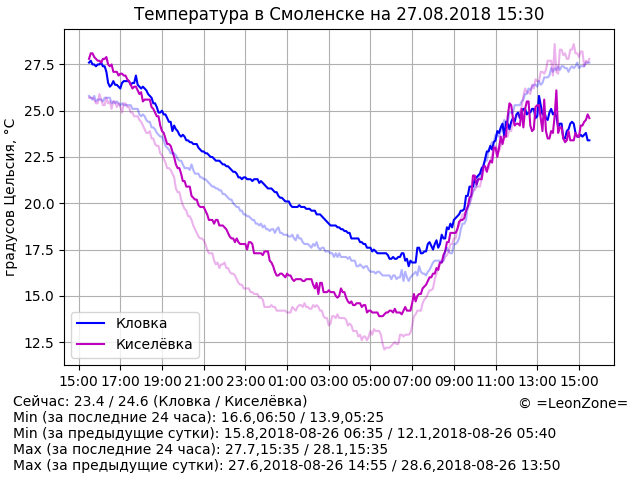 Температура в Смоленске на 27.08.2018 15:30
градусов Цельсия, °C
27.5
25.0
22.5
20.0
17.5
15.0
12.5
Кловка
Киселёвка
15:00 17:00 19:00 21:00 23:00 01:00 03:00 05:00 07:00 09:00 11:00 13:00 15:00
Сейчас: 23.4 / 24.6 (Кловка / Киселёвка)
© =LeonZone=
Min (за последние 24 часа): 16.6,06:50 / 13.9,05:25
Min (за предыдущие сутки): 15.8,2018-08-26 06:35 / 12.1,2018-08-26 05:40
Max (за последние 24 часа): 27.7,15:35 / 28.1,15:35
Max (за предыдущие сутки): 27.6,2018-08-26 14:55 / 28.6,2018-08-26 13:50